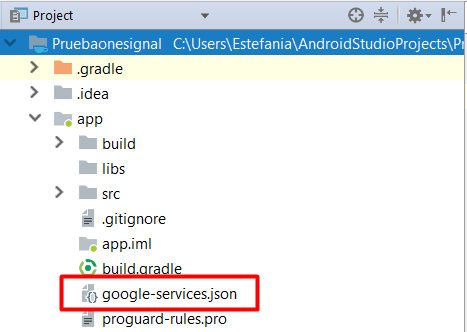 Project
Pruebaonesignal C:\Users\Estefania\AndroidStudioProjects\Pr
.gradle
.idea
app
build
libs
src
.gitignore
app.iml
build.gradle
google-services.json
proguard-rules.pro